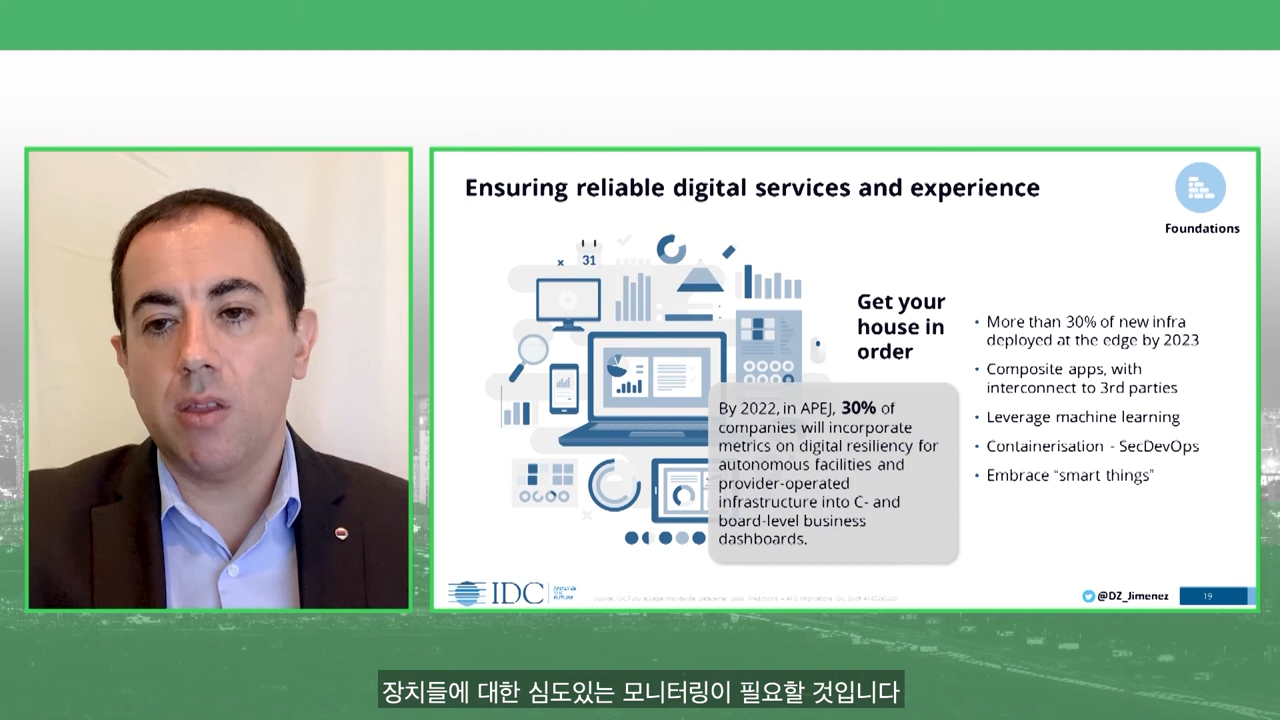 Ensuring reliable digital services and experience
Foundations
31
Get your
house in
order
• More than 30% of new infra
deployed at the edge by 2023
• Composite apps, with
interconnect to 3rd parties
• Leverage machine learning
• Containerisation - SecDevOps
• Embrace “smart things”
By 2022, in APEJ, 30% of
companies will incorporate
metrics on digital resiliency for
autonomous facilities and
provider-operated
infrastructure into C- and
board-level business
dashboards.
IDC
ANALYZE
THE
FUTURE
@DZ_Jimenez
19
장치들에 대한 심도있는 모니터링이 필요할 것입니다